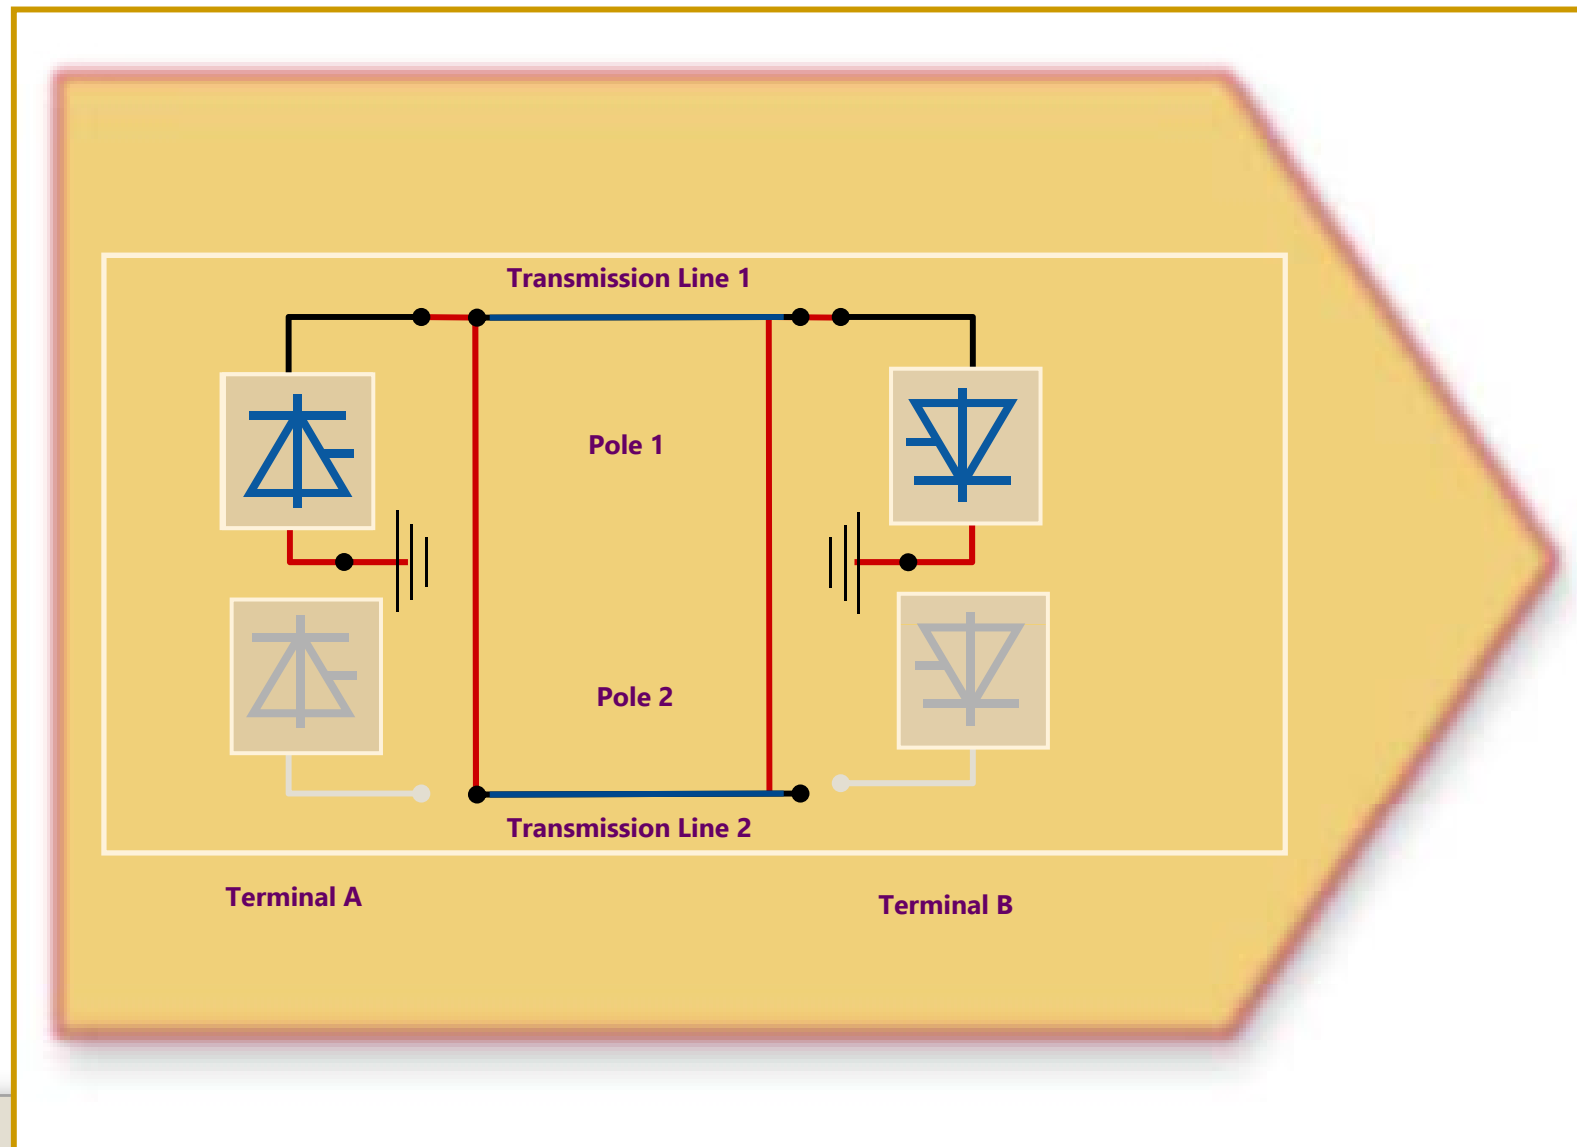 Transmission Line 1
Pole 1
Pole 2
Transmission Line 2
Terminal A
Terminal B